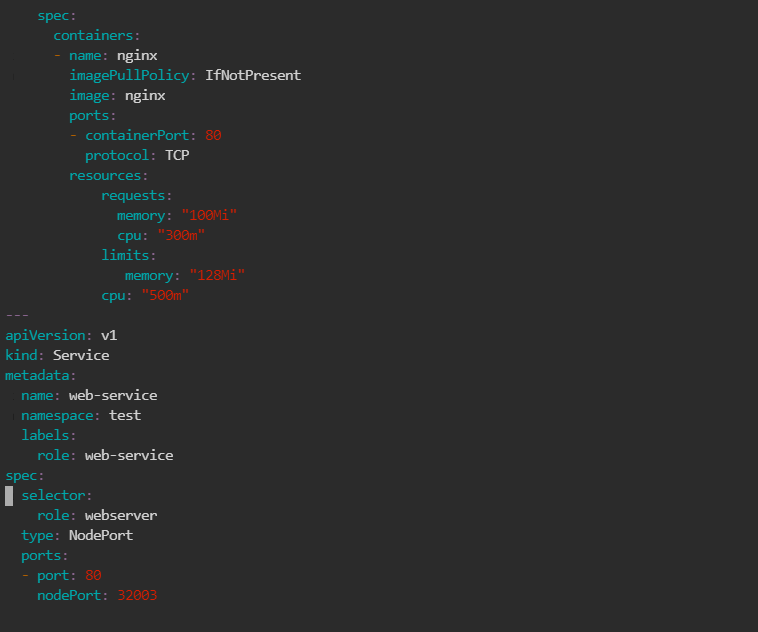 spec:
      containers:
      - name: nginx
        imagePullPolicy: IfNotPresent
        image: nginx
        ports:
        - containerPort: 80
          protocol: TCP
        resources:
            requests:
              memory: "100Mi"
              cpu: "300m"
            limits:
               memory: "128Mi"
            cpu: "500m"
---
apiVersion: v1
kind: Service
metadata:
  name: web-service
  namespace: test
  labels:
    role: web-service
spec:
  selector:
    role: webserver
  type: NodePort
  ports:
  - port: 80
    nodePort: 32003